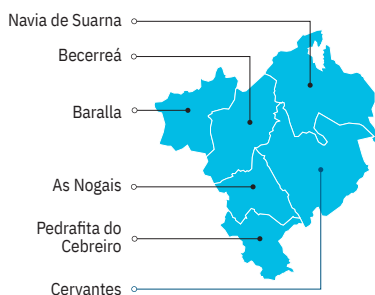 Navia de Suarna
Becerreá
Baralla
As Nogais
Pedrafita do
Cebreiro
Cervantes